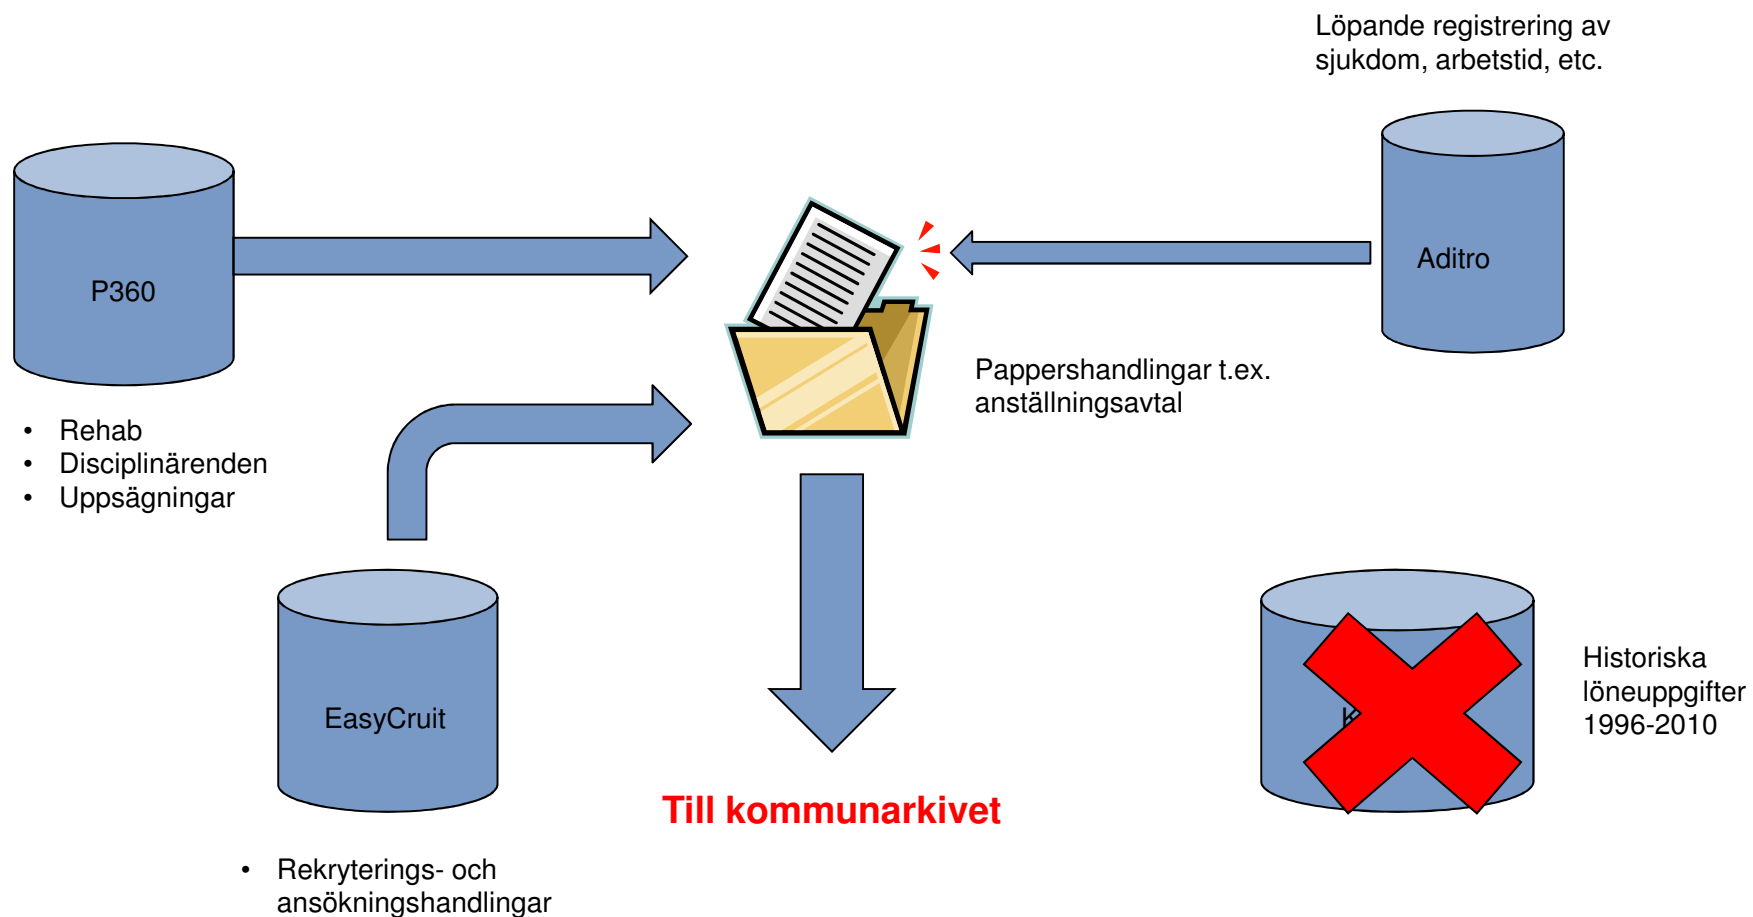 Löpande registrering av
sjukdom, arbetstid, etc.
P360
Aditro
Pappershandlingar t.ex.
anställningsavtal
• Rehab
• Disciplinärenden
• Uppsägningar
EasyCruit
Historiska
löneuppgifter
1996-2010
Till kommunarkivet
• Rekryterings- och
ansökningshandlingar